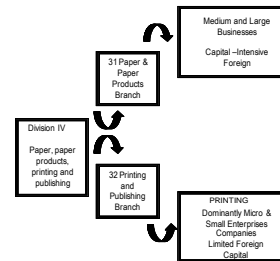 Medium and Large
Businesses
Capital –Intensive
Foreign
31 Paper &
Paper
Products
Branch
Division IV
Paper, paper
products,
printing and
publishing
32 Printing
and
Publishing
Branch
PRINTING
Dominantly Micro &
Small Enterprises
Companies
Limited Foreign
Capital